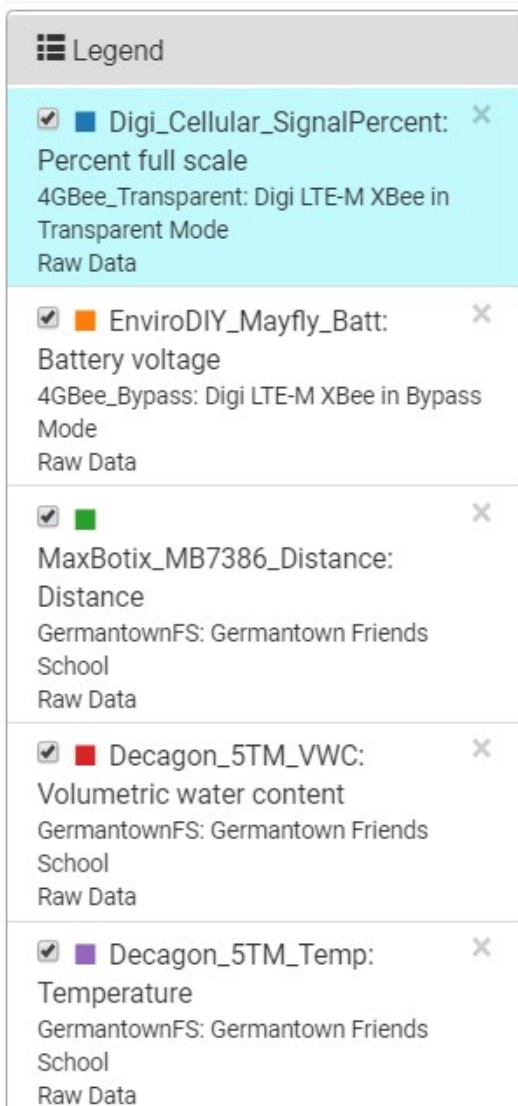 Legend
Digi_Cellular_SignalPercent:
Percent full scale
4GBee_Transparent: Digi LTE-M XBee in
Transparent Mode
Raw Data
EnviroDIY_Mayfly_Batt:
Battery voltage
4GBee_Bypass: Digi LTE-M XBee in Bypass
Mode
Raw Data
MaxBotix_MB7386_Distance:
Distance
GermantownFS: Germantown Friends
School
Raw Data
Decagon_5TM_VWC:
Volumetric water content
GermantownFS: Germantown Friends
School
Raw Data
Decagon_5TM_Temp:
Temperature
GermantownFS: Germantown Friends
School
Raw Data